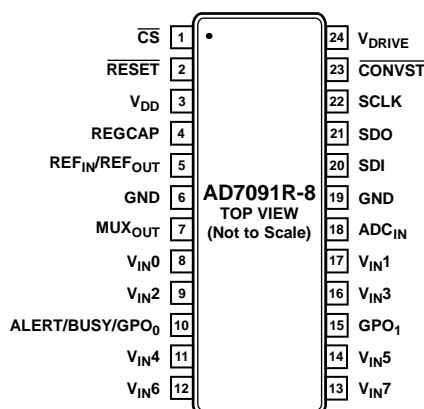 CS 1 24 VDRIVE
RESET 2 23 CONVST
VDD 3 22 SCLK
REGCAP 4 21 SDO
REFIN/REFOUT 5 20 SDI
GND 6 AD7091R-8 19 GND
TOP VIEW
MUXOUT 7 (Not to Scale) 18 ADCIN
VIN0 8 17 VIN1
VIN2 9 16 VIN3
ALERT/BUSY/GPO0 10 15 GPO1
VIN4 11 14 VIN5
VIN6 12 13 VIN7